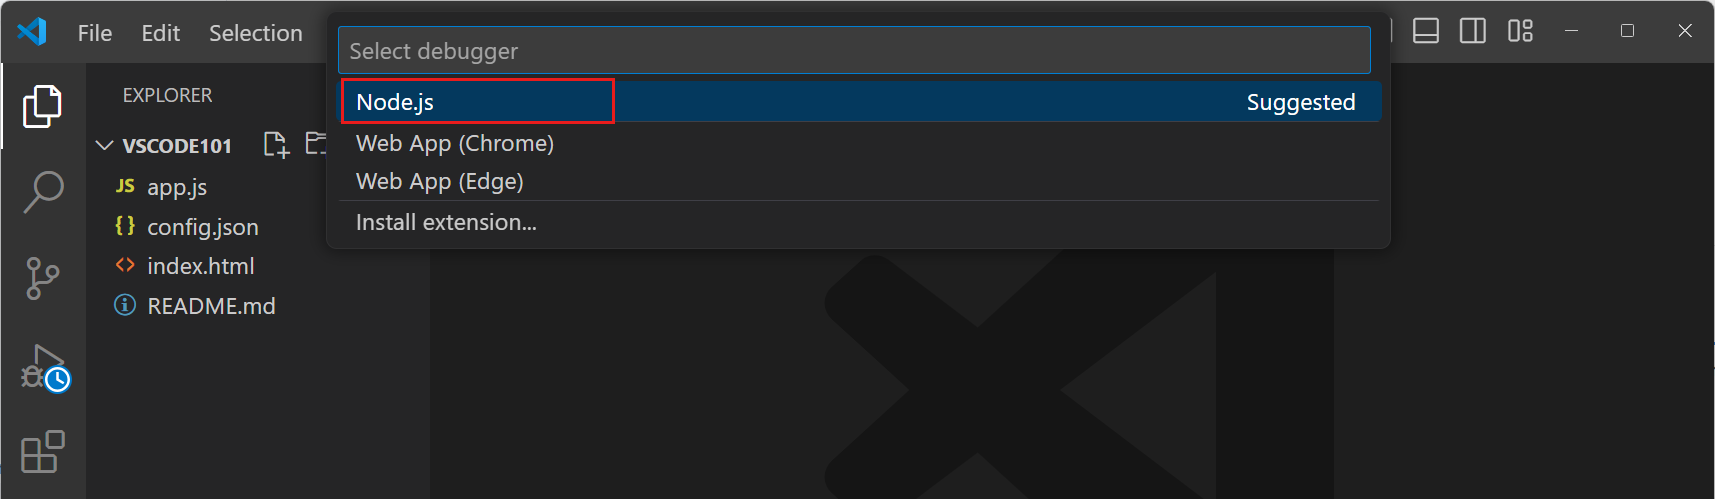 File Edit Selection
Select debugger
Node.js Suggested
Web App (Chrome)
Web App (Edge)
Install extension...
EXPLORER
VSCODE101
JS app.js
{} config.json
<> index.html
README.md